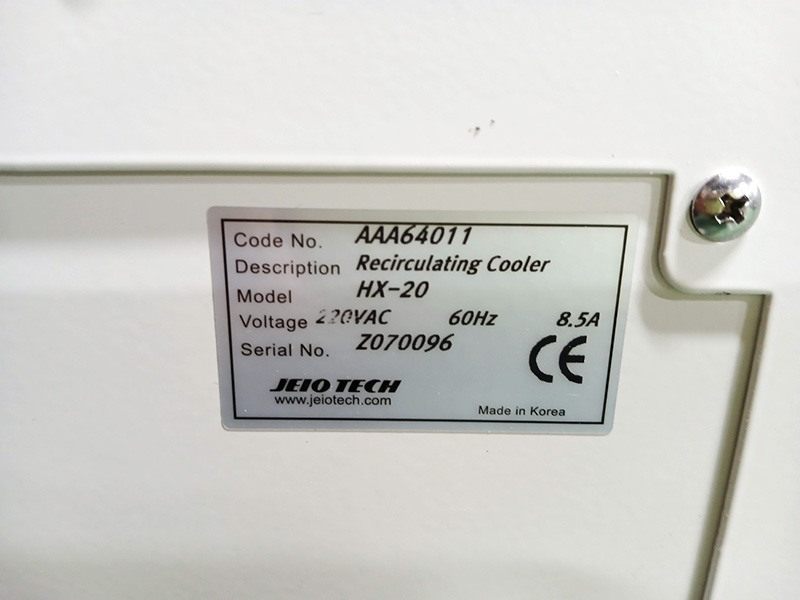 Code No. AAA64011
Description Recirculating Cooler
Model HX-20
Voltage 220VAC 60Hz 8.5A
Serial No. Z070096
CE
JEIO TECH
www.jeiotech.com
Made in Korea